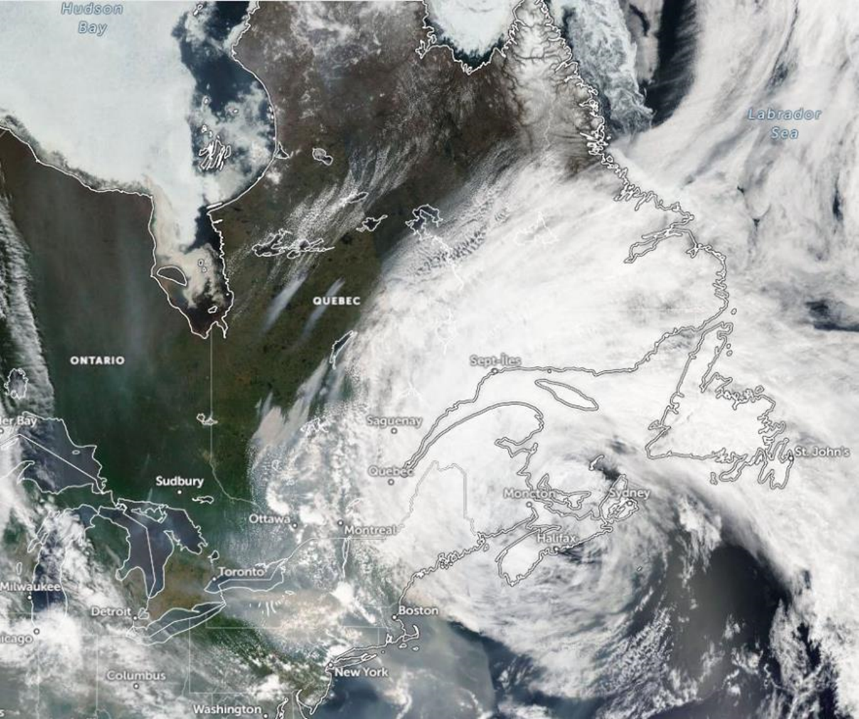 Hudson
Bay
Labrador
Sea
QUEBEC
ONTARIO
Sept-Îles
Saguenay
der Bay
St. John's
Quebec
Sudbury
Moncton
Sydney
Ottawa
Montreal
Halifax
Toronto
Milwaukee
Detroit
Boston
icago
Columbus
New York
Washington